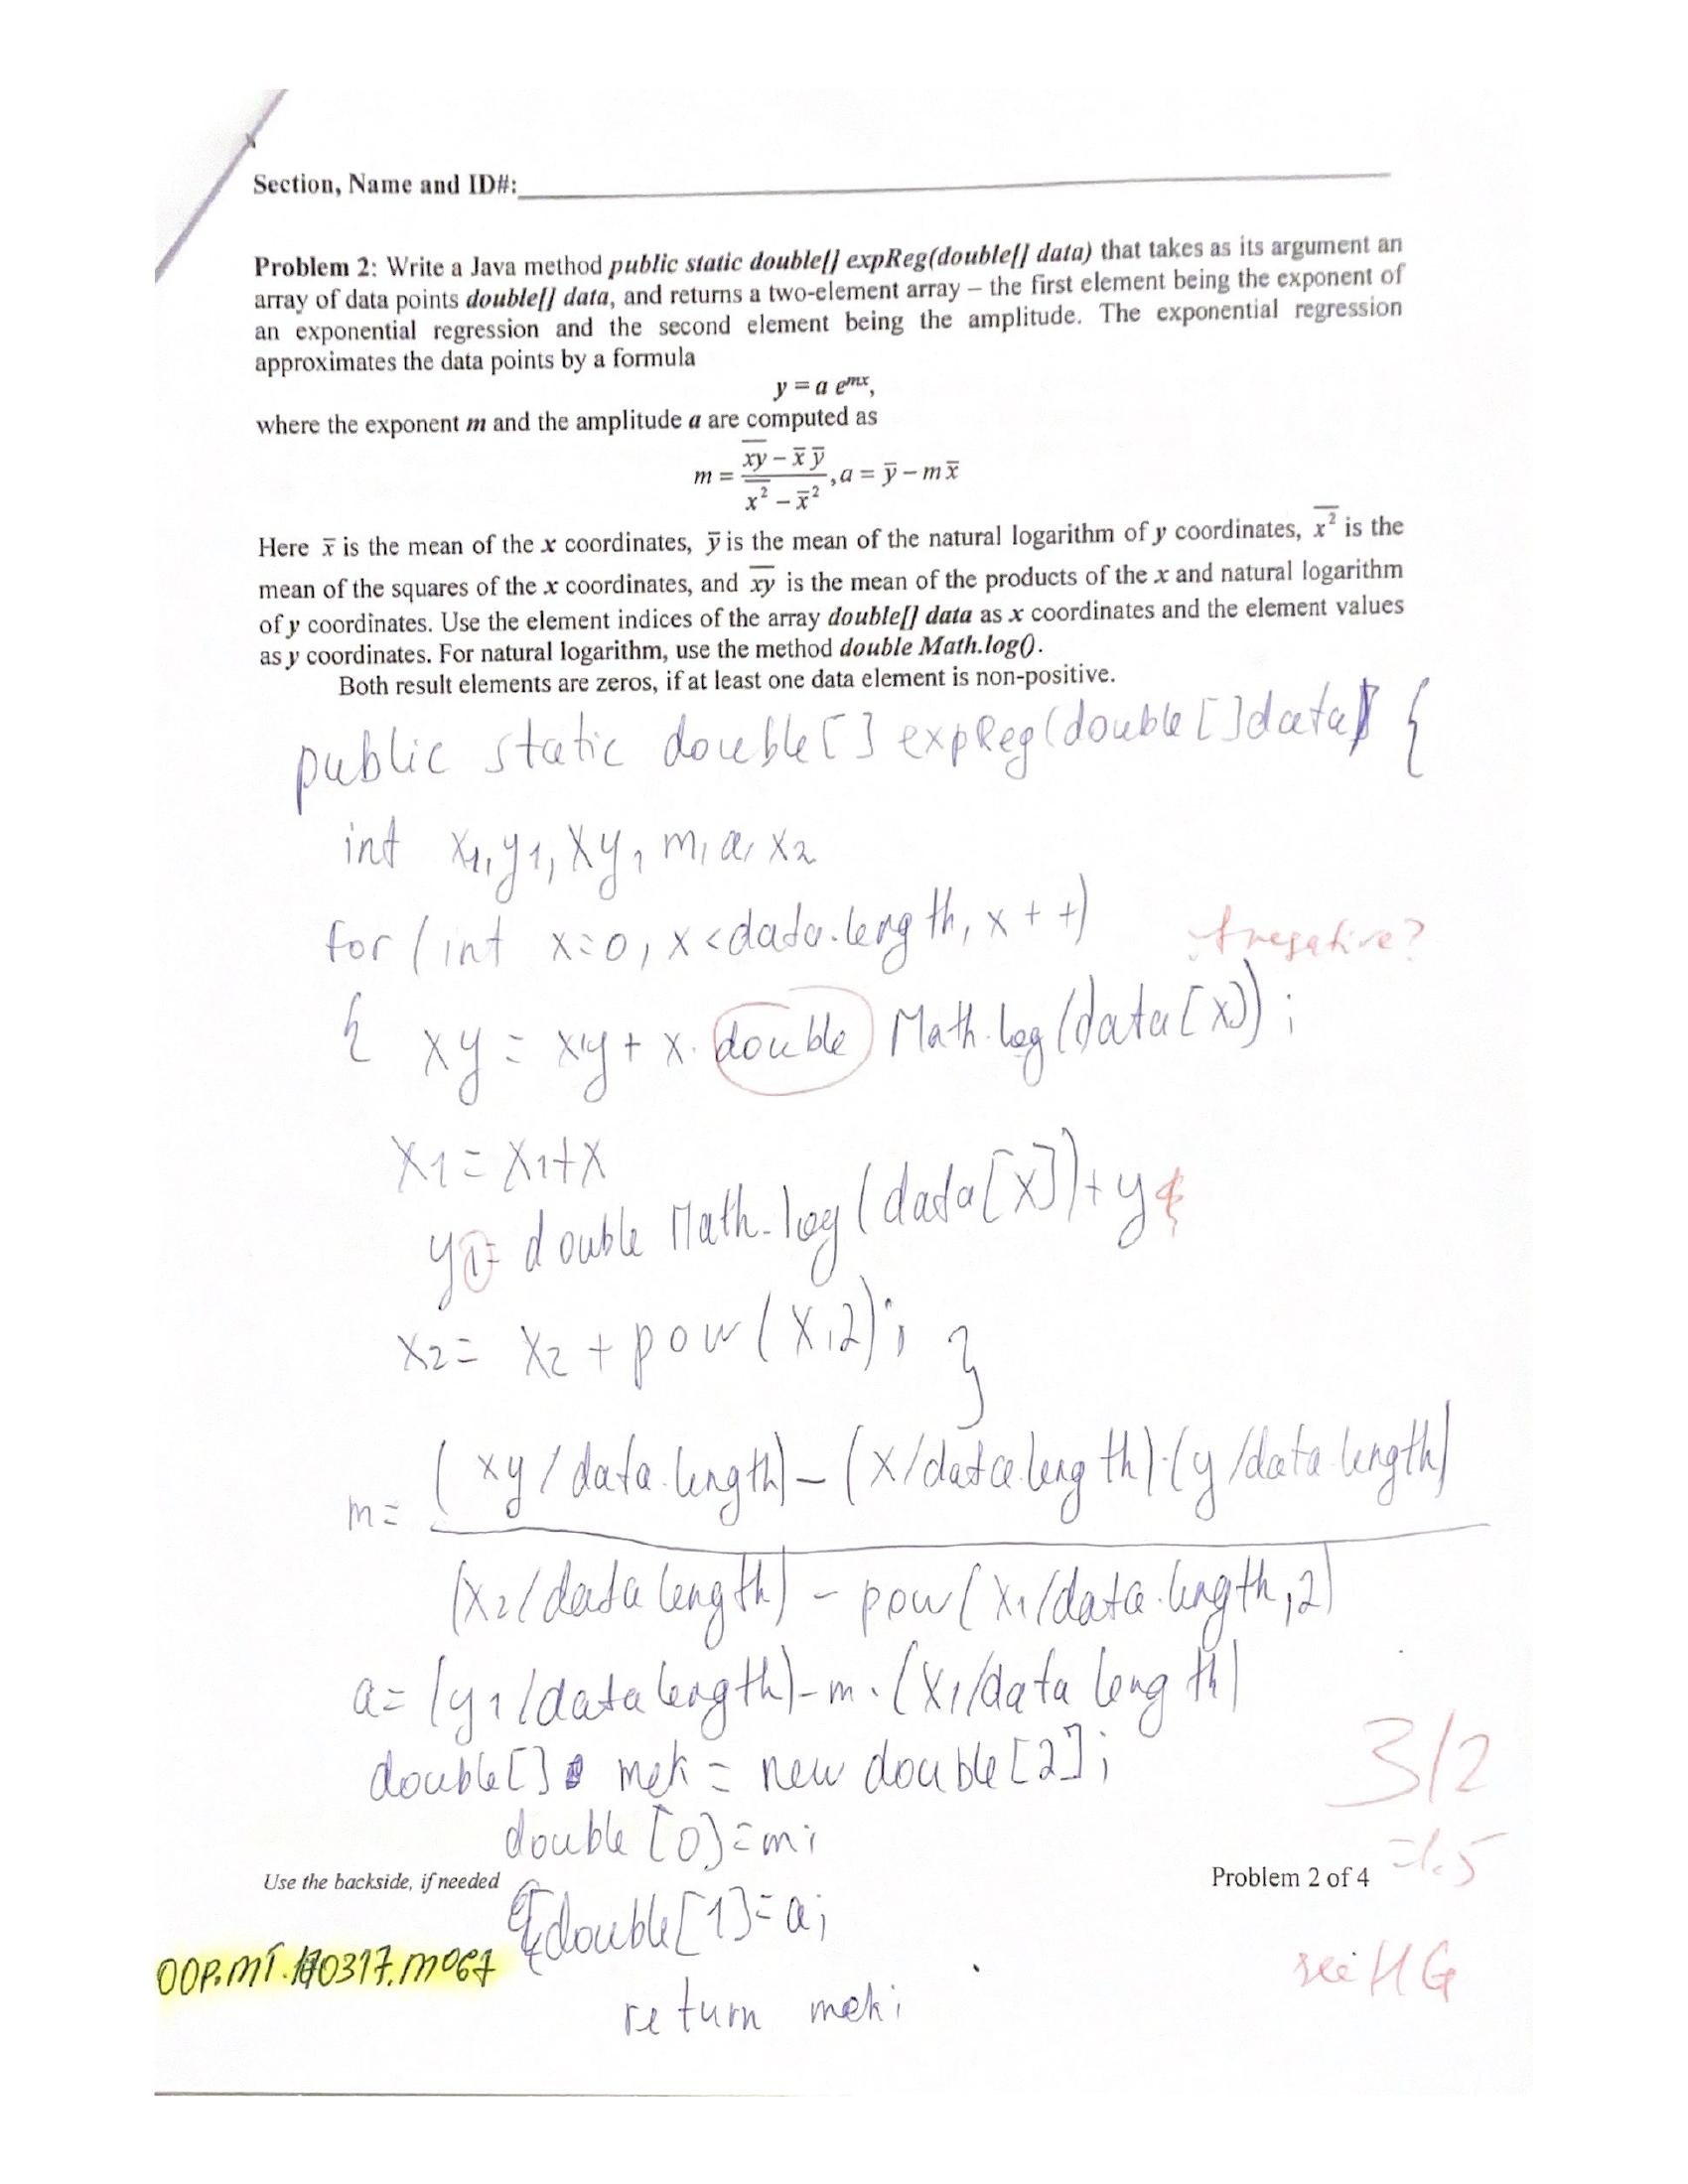 Section, Name and ID#:
Problem 2: Write a Java method public static double[] expReg(double[] data) that takes as its argument an
array of data points double[] data, and returns a two-element array – the first element being the exponent of
an exponential regression and the second element being the amplitude. The exponential regression
approximates the data points by a formula
y = a e^{mx},
where the exponent m and the amplitude a are computed as
m = \frac{\overline{xy} - \bar{x}\bar{y}}{\overline{x^2} - \bar{x}^2}, a = \bar{y} - m\bar{x}
Here \bar{x} is the mean of the x coordinates, \bar{y} is the mean of the natural logarithm of y coordinates, \overline{x^2} is the
mean of the squares of the x coordinates, and \overline{xy} is the mean of the products of the x and natural logarithm
of y coordinates. Use the element indices of the array double[] data as x coordinates and the element values
as y coordinates. For natural logarithm, use the method double Math.log().
Both result elements are zeros, if at least one data element is non-positive.
public static double[] expReg(double[]data) {
int x1, y1, xy, m, a, x2
for (int x=0, x<data.length, x++)
negative?
{ xy = xy + x · double Math.log(data[x]);
x1 = x1+x
y1= double Math.log(data[x])+y
x2= x2 + pow(x,2); }
m= (xy/data.length)-(x/data.length)·(y/data.length)
(x2/data length) - pow(x1/data.length,2)
a= (y1/data length)-m·(x1/data length)
double[] mek = new double[2];
3/2
double [0]=m;
=1.5
Use the backside, if needed
Problem 2 of 4
double[1]=a;
OOP.MT.170317.M067
see HG
return mek;